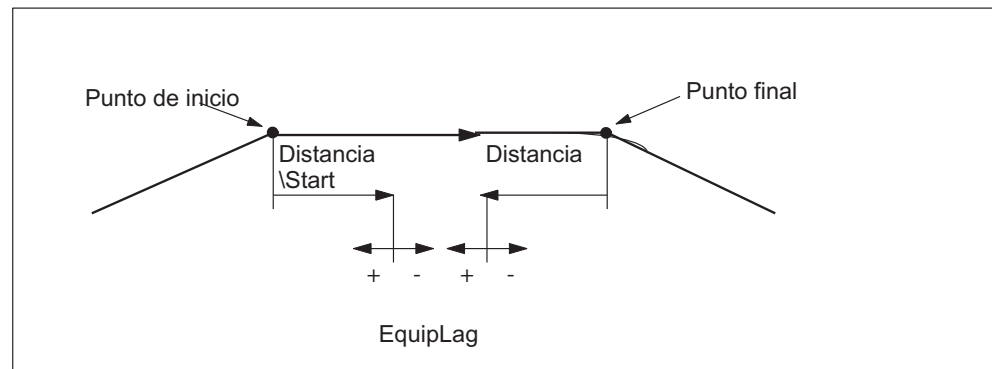 Punto de inicio
Punto final
Distancia
\Start
Distancia
+ - + -
EquipLag